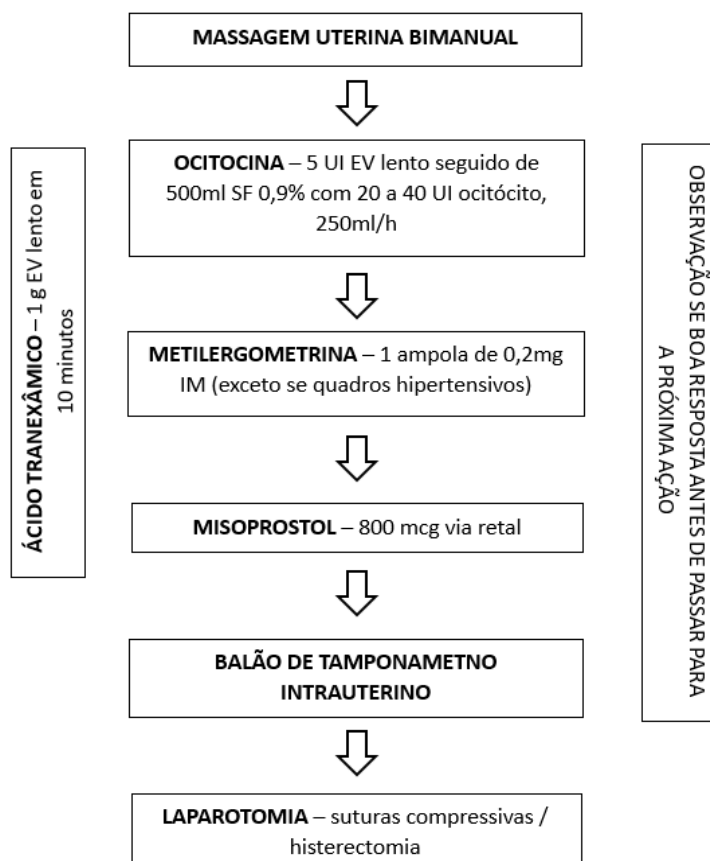 MASSAGEM UTERINA BIMANUAL
OCITOCINA – 5 UI EV lento seguido de
500ml SF 0,9% com 20 a 40 UI ocitócito,
250ml/h
METILERGOMETRINA – 1 ampola de 0,2mg
IM (exceto se quadros hipertensivos)
MISOPROSTOL – 800 mcg via retal
BALÃO DE TAMPONAMETNO
INTRAUTERINO
LAPAROTOMIA – suturas compressivas /
histerectomia
ÁCIDO TRANEXÂMICO – 1 g EV lento em
10 minutos
OBSERVAÇÃO SE BOA RESPOSTA ANTES DE PASSAR PARA
A PRÓXIMA AÇÃO